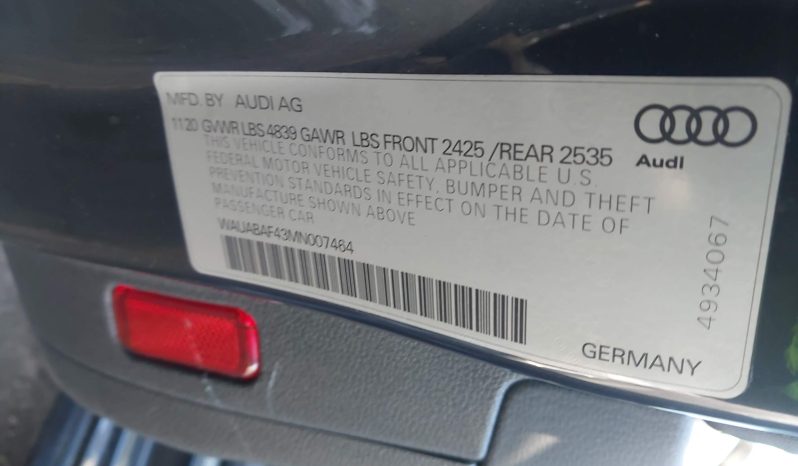 MFD. BY AUDI AG
11 20 GVWR LBS 4839 GAWR LBS FRONT 2425 / REAR 2535
THIS VEHICLE CONFORMS TO ALL APPLICABLE U.S.
FEDERAL MOTOR VEHICLE SAFETY, BUMPER AND THEFT
PREVENTION STANDARDS IN EFFECT ON THE DATE OF
MANUFACTURE SHOWN ABOVE
PASSENGER CAR
WAUABAF43MN007464
Audi
4934067
GERMANY